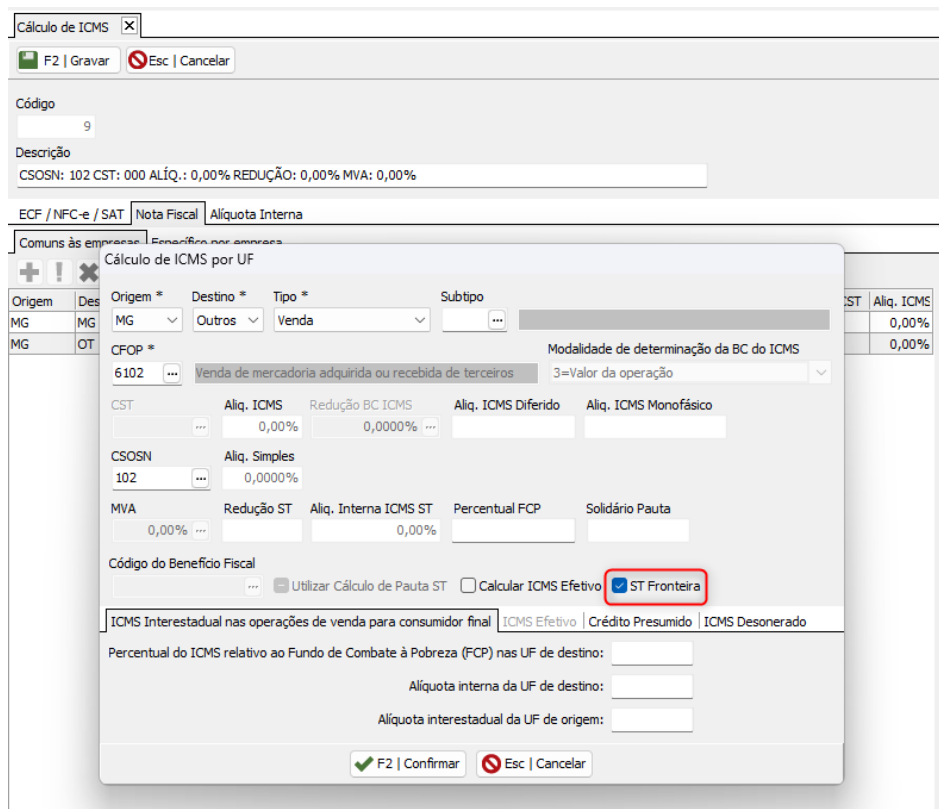 Cálculo de ICMS X
F2 | Gravar Esc | Cancelar
Código
9
Descrição
CSOSN: 102 CST: 000 ALÍQ.: 0,00% REDUÇÃO: 0,00% MVA: 0,00%
ECF / NFC-e / SAT Nota Fiscal Alíquota Interna
Comuns às empresas Específico por empresa
Cálculo de ICMS por UF
Origem Des CST Aliq. ICMS
MG MG 0,00%
MG OT 0,00%
Origem * Destino * Tipo * Subtipo
MG Outros Venda ...
CFOP * Modalidade de determinação da BC do ICMS
6102 ... Venda de mercadoria adquirida ou recebida de terceiros 3=Valor da operação
CST Aliq. ICMS Redução BC ICMS Aliq. ICMS Diferido Aliq. ICMS Monofásico
... 0,00% 0,0000% ...
CSOSN Aliq. Simples
102 ... 0,0000%
MVA Redução ST Aliq. Interna ICMS ST Percentual FCP Solidário Pauta
0,00% ... 0,00%
Código do Benefício Fiscal
... Utilizar Cálculo de Pauta ST Calcular ICMS Efetivo ST Fronteira
ICMS Interestadual nas operações de venda para consumidor final ICMS Efetivo Crédito Presumido ICMS Desonerado
Percentual do ICMS relativo ao Fundo de Combate à Pobreza (FCP) nas UF de destino:
Alíquota interna da UF de destino:
Alíquota interestadual da UF de origem:
F2 | Confirmar Esc | Cancelar